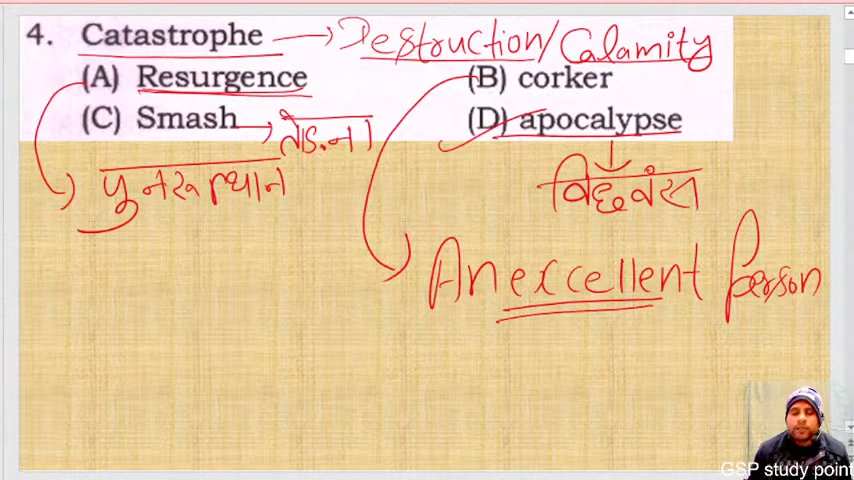 4. Catastrophe → Destruction/Calamity
(A) Resurgence (B) corker
(C) Smash → तोड़ना (D) apocalypse
पुनरुत्थान विध्वंस
An excellent person
GSP study point